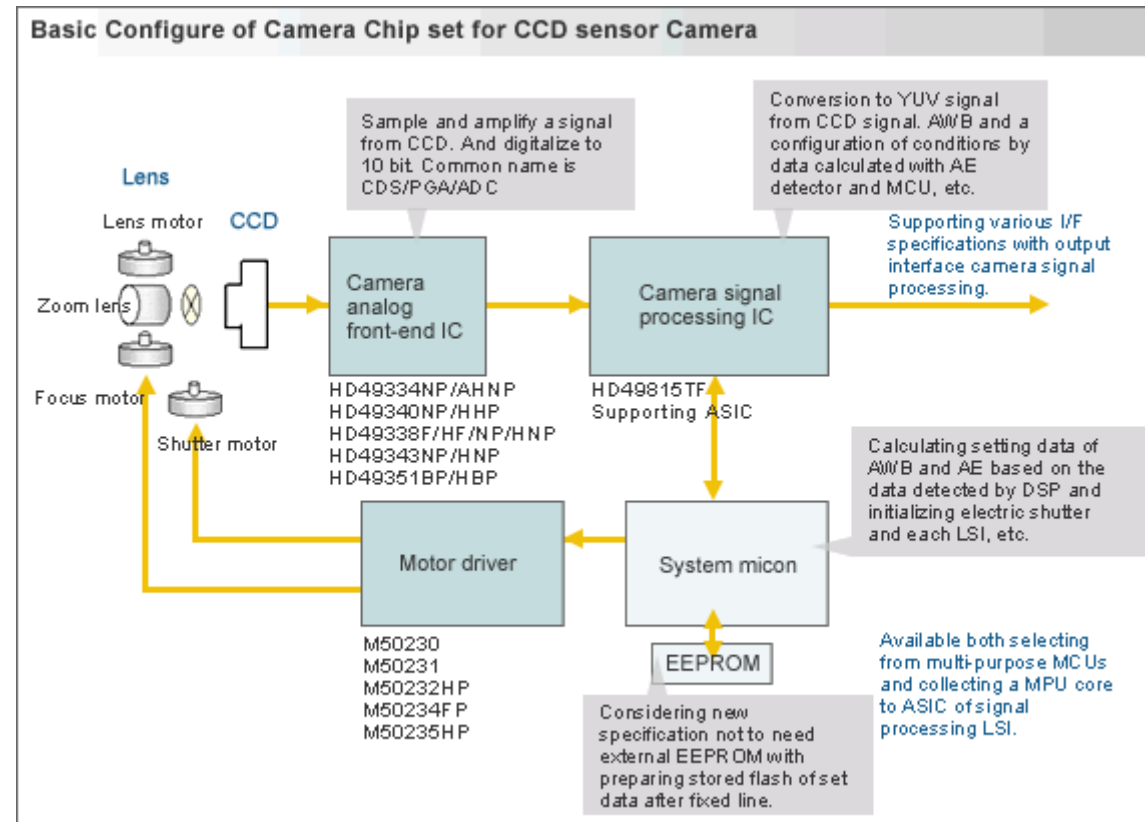 Basic Configure of Camera Chip set for CCD sensor Camera
Sample and amplify a signal
from CCD. And digitalize to
10 bit. Common name is
CDS/PGA/ADC
Conversion to YUV signal
from CCD signal. AWB and a
configuration of conditions by
data calculated with AE
detector and MCU, etc.
Lens
Lens motor
CCD
Zoom lens
Focus motor
Shutter motor
Camera
analog
front-end IC
Camera signal
processing IC
Supporting various I/F
specifications with output
interface camera signal
processing.
HD49334NP/AHNP
HD49340NP/HHP
HD49338F/HF/NP/HNP
HD49343NP/HNP
HD49351BP/HBP
HD49815TF
Supporting ASIC
Calculating setting data of
AWB and AE based on the
data detected by DSP and
initializing electric shutter
and each LSI, etc.
Motor driver
System micon
M50230
M50231
M50232HP
M50234FP
M50235HP
EEPROM
Considering new
specification not to need
external EEPROM with
preparing stored flash of set
data after fixed line.
Available both selecting
from multi-purpose MCUs
and collecting a MPU core
to ASIC of signal
processing LSI.